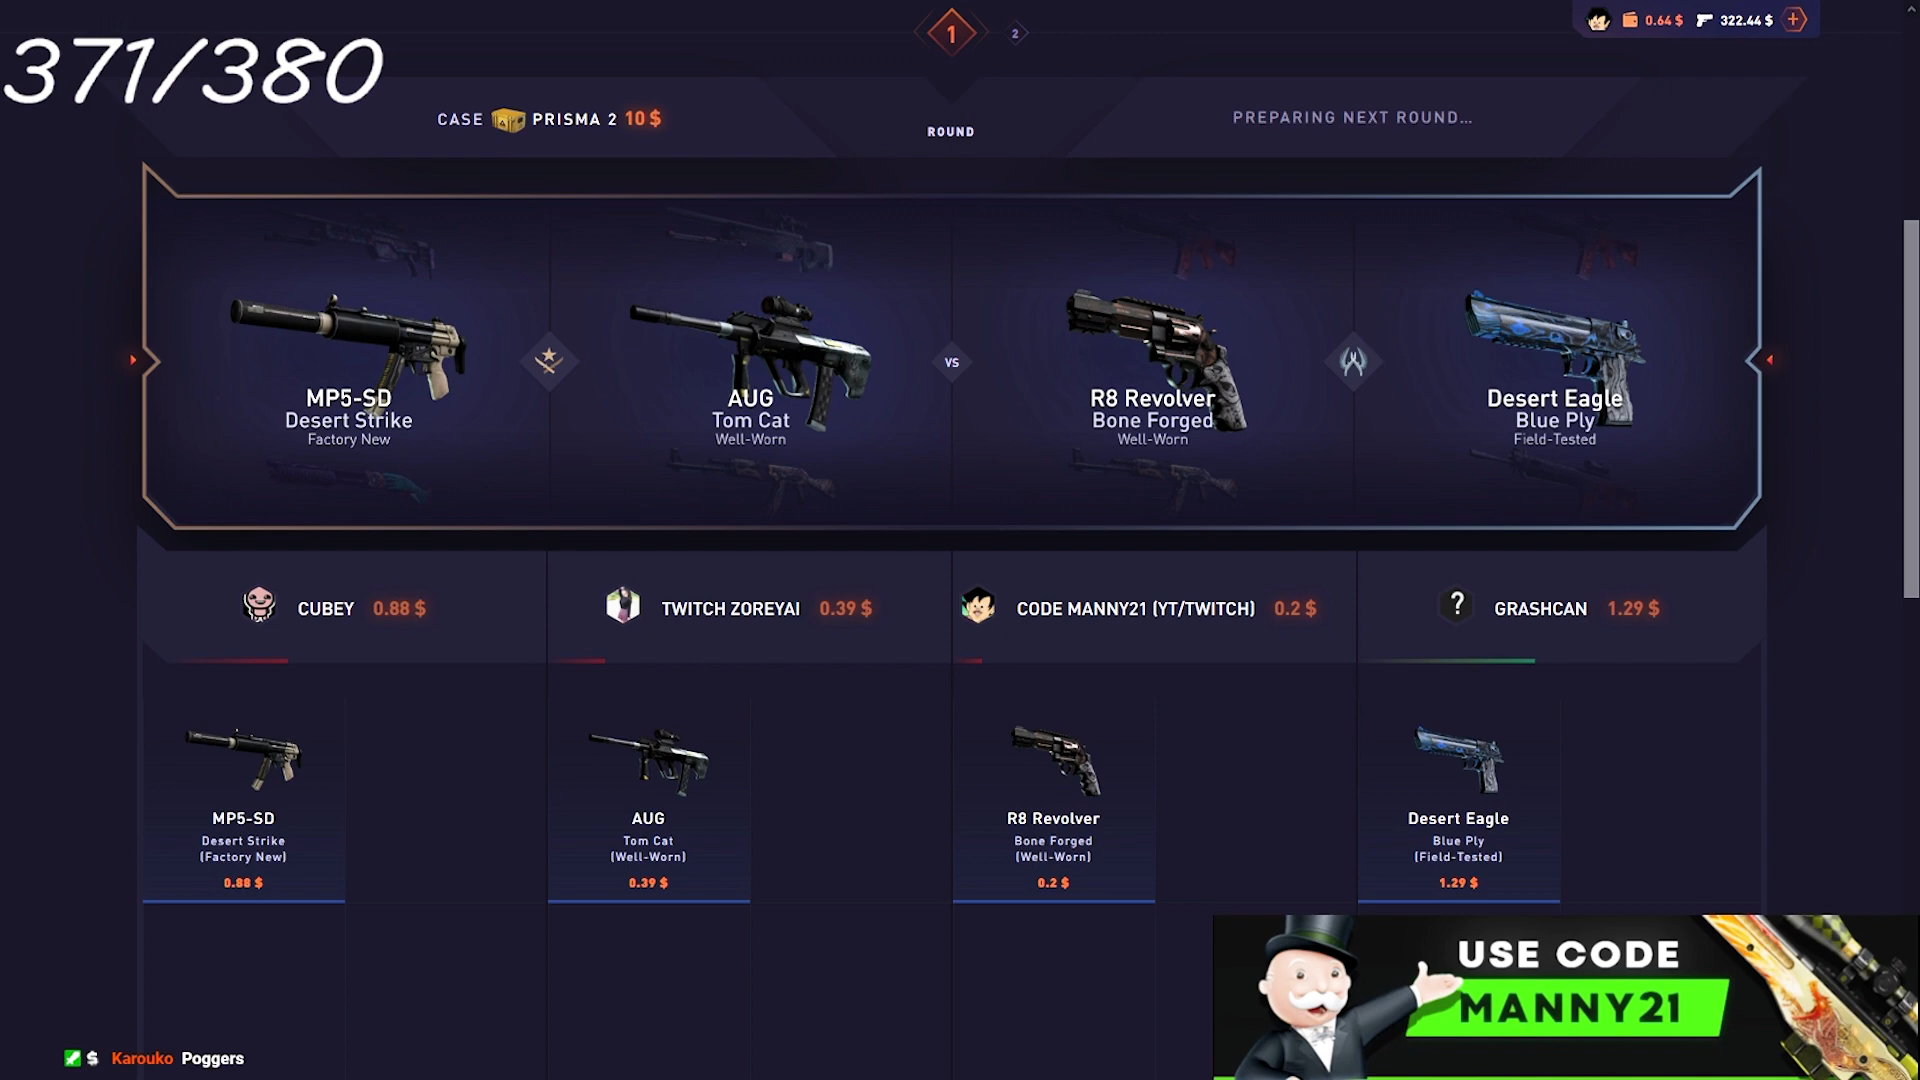 1
2
0.64 $
322.44 $
371/380
CASE PRISMA 2 10 $
ROUND
PREPARING NEXT ROUND...
MP5-SD
Desert Strike
Factory New
AUG
Tom Cat
Well-Worn
VS
R8 Revolver
Bone Forged
Well-Worn
Desert Eagle
Blue Ply
Field-Tested
CUBEY 0.88 $
TWITCH ZOREYAI 0.39 $
CODE MANNY21 (YT/TWITCH) 0.2 $
? GRASHCAN 1.29 $
MP5-SD
Desert Strike
(Factory New)
0.88 $
AUG
Tom Cat
(Well-Worn)
0.39 $
R8 Revolver
Bone Forged
(Well-Worn)
0.2 $
Desert Eagle
Blue Ply
(Field-Tested)
1.29 $
USE CODE
MANNY21
$ Karouko Poggers